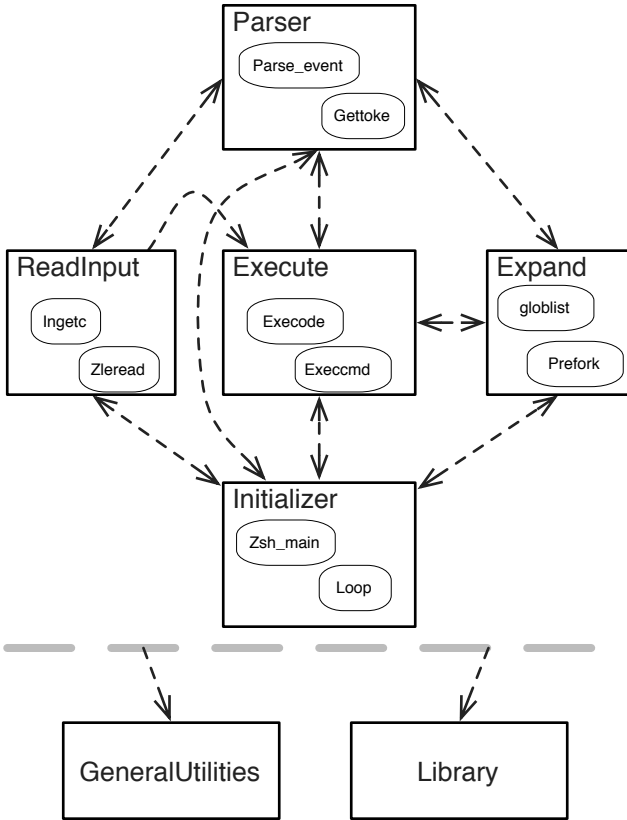 Parser
Parse_event
Gettoke
ReadInput
Ingetc
Zleread
Execute
Execode
Execcmd
Expand
globlist
Prefork
Initializer
Zsh_main
Loop
GeneralUtilities
Library